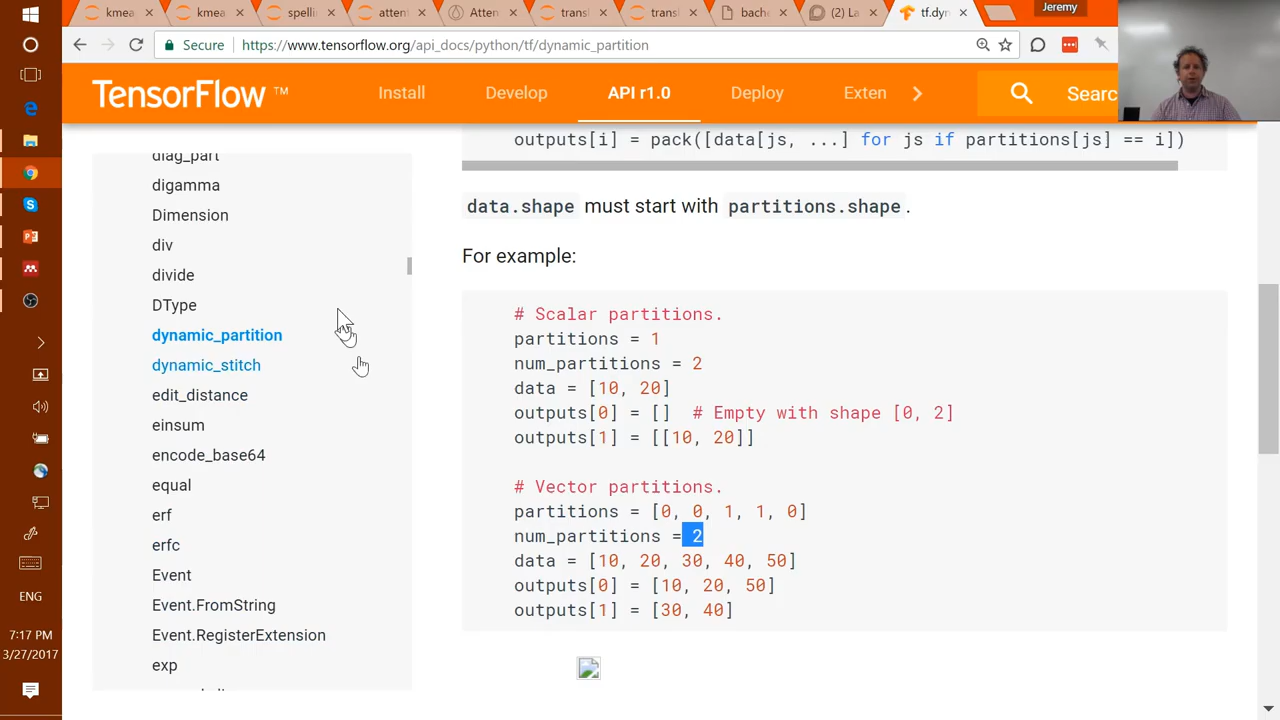 kmea
kmea
spelli
atten
Atten
transl
transl
bache
(2) La
tf.dyn
Jeremy
Secure
https://www.tensorflow.org/api_docs/python/tf/dynamic_partition
TensorFlow ™
Install
Develop
API r1.0
Deploy
Exten
Searc
outputs[i] = pack([data[js, ...] for js if partitions[js] == i])
diag_part
digamma
Dimension
div
divide
DType
dynamic_partition
dynamic_stitch
edit_distance
einsum
encode_base64
equal
erf
erfc
Event
Event.FromString
Event.RegisterExtension
exp
data.shape must start with partitions.shape.
For example:
# Scalar partitions.
partitions = 1
num_partitions = 2
data = [10, 20]
outputs[0] = [] # Empty with shape [0, 2]
outputs[1] = [[10, 20]]
# Vector partitions.
partitions = [0, 0, 1, 1, 0]
num_partitions = 2
data = [10, 20, 30, 40, 50]
outputs[0] = [10, 20, 50]
outputs[1] = [30, 40]
ENG
7:17 PM
3/27/2017